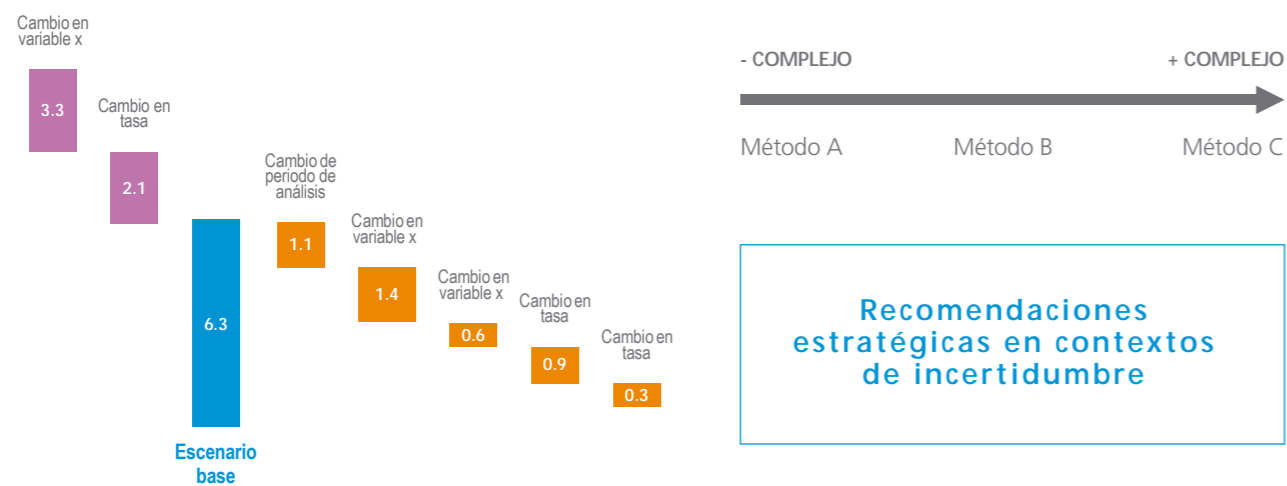 Cambio en
variable x
3.3
Cambio en
tasa
2.1
6.3
Escenario
base
Cambio de
periodo de
análisis
1.1
Cambio en
variable x
1.4
Cambio en
variable x
0.6
Cambio en
tasa
0.9
Cambio en
tasa
0.3
- COMPLEJO
+ COMPLEJO
Método A
Método B
Método C
Recomendaciones
estratégicas en contextos
de incertidumbre